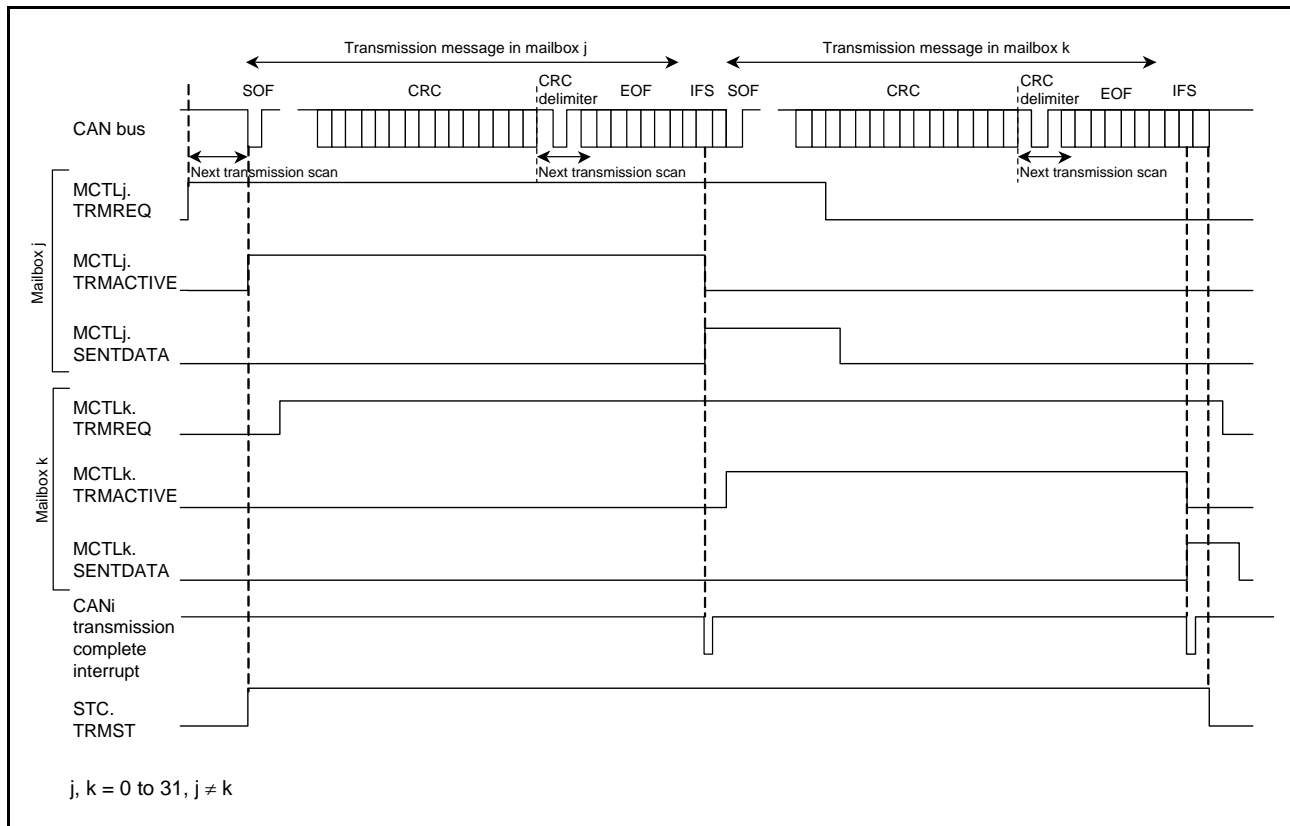 Transmission message in mailbox j
Transmission message in mailbox k
SOF
CRC
CRC
delimiter
EOF
IFS
SOF
CRC
CRC
delimiter
EOF
IFS
CAN bus
Next transmission scan
Next transmission scan
Next transmission scan
Mailbox j
MCTLj.
TRMREQ
MCTLj.
TRMACTIVE
MCTLj.
SENTDATA
Mailbox k
MCTLk.
TRMREQ
MCTLk.
TRMACTIVE
MCTLk.
SENTDATA
CANi
transmission
complete
interrupt
STC.
TRMST
j, k = 0 to 31, j ≠ k